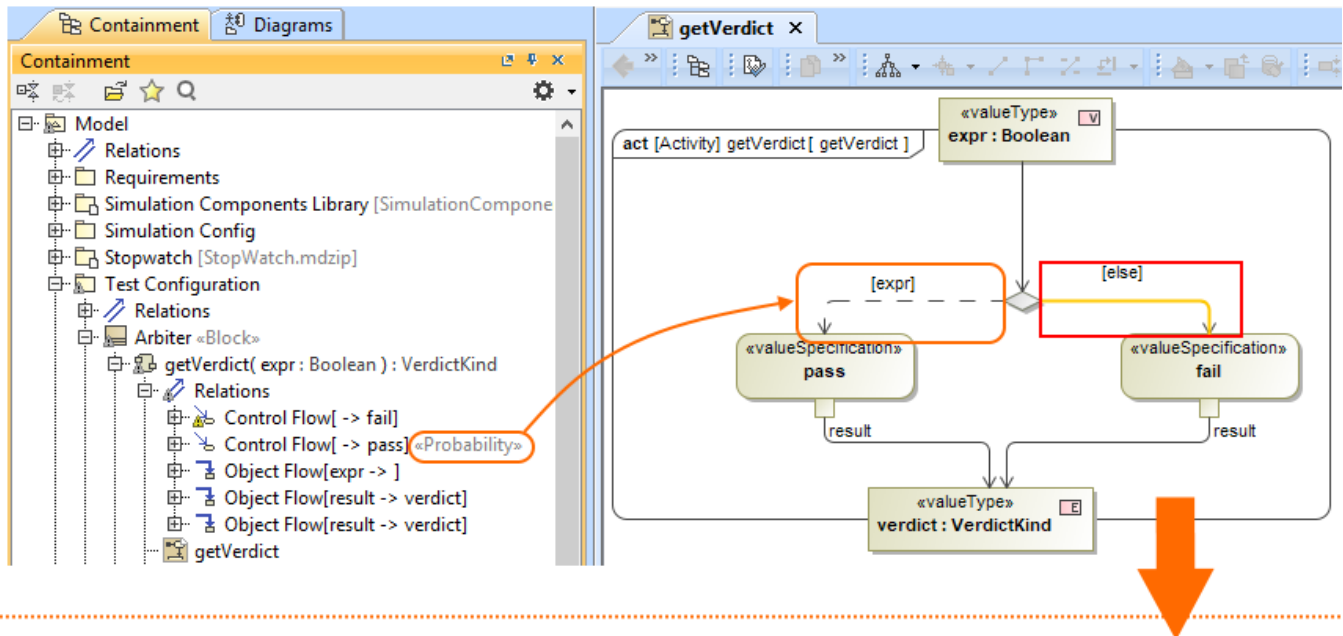 Containment
Diagrams
Containment
Model
Relations
Requirements
Simulation Components Library [SimulationCompone
Simulation Config
Stopwatch [StopWatch.mdzip]
Test Configuration
Relations
Arbiter «Block»
getVerdict( expr : Boolean ) : VerdictKind
Relations
Control Flow[ -> fail]
Control Flow[ -> pass] «Probability»
Object Flow[expr -> ]
Object Flow[result -> verdict]
Object Flow[result -> verdict]
getVerdict
getVerdict
act [Activity] getVerdict [ getVerdict ]
«valueType»
V
expr : Boolean
[expr]
[else]
«valueSpecification»
pass
«valueSpecification»
fail
result
result
«valueType»
E
verdict : VerdictKind